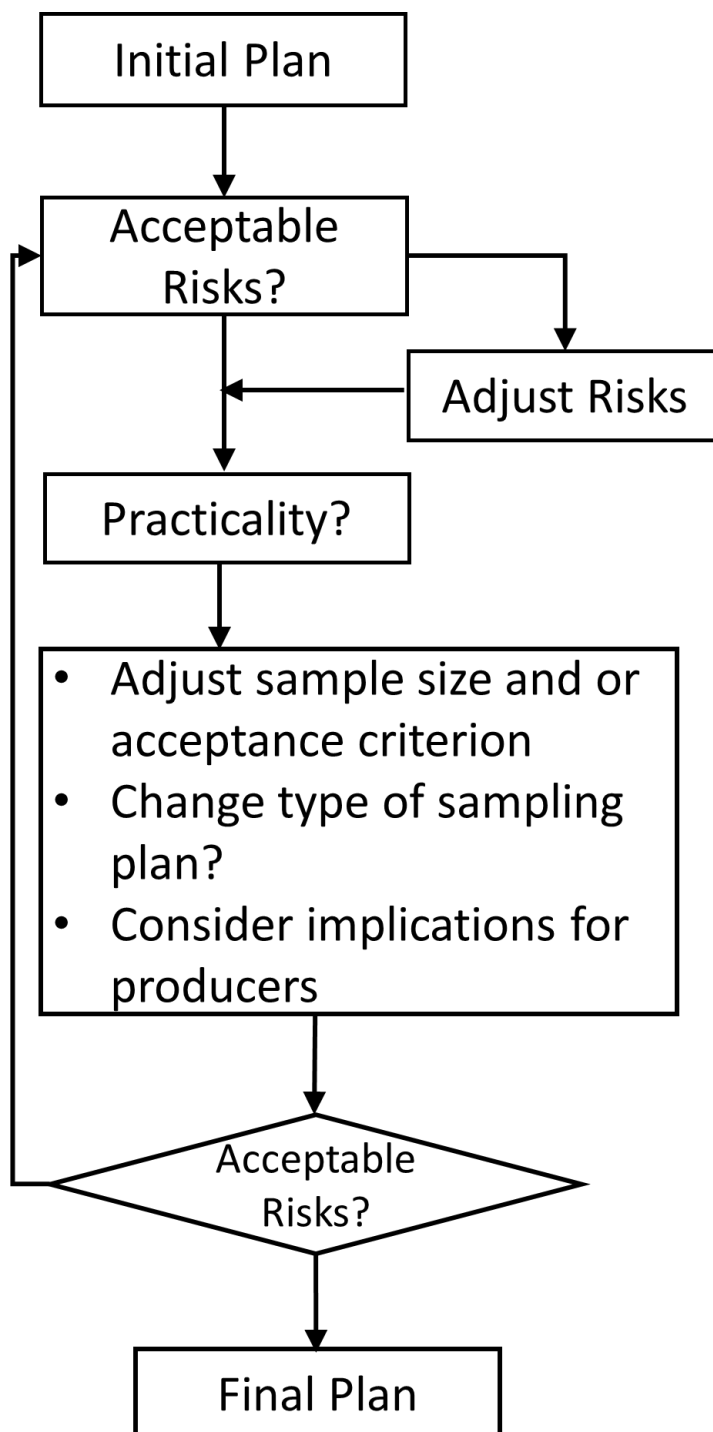 Initial Plan
Acceptable
Risks?
Adjust Risks
Practicality?
• Adjust sample size and or
acceptance criterion
• Change type of sampling
plan?
• Consider implications for
producers
Acceptable
Risks?
Final Plan